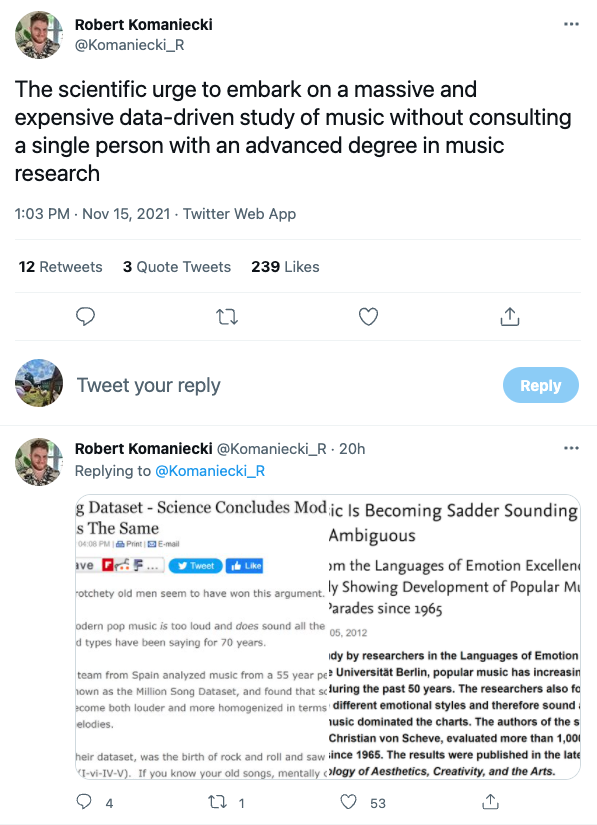 Robert Komaniecki
@Komaniecki_R
The scientific urge to embark on a massive and
expensive data-driven study of music without consulting
a single person with an advanced degree in music
research
1:03 PM · Nov 15, 2021 · Twitter Web App
12 Retweets 3 Quote Tweets 239 Likes
Tweet your reply
Reply
Robert Komaniecki @Komaniecki_R · 20h
Replying to @Komaniecki_R
g Dataset - Science Concludes Mod
s The Same
04:08 PM | Print | E-mail
ave F... Tweet Like
rotchety old men seem to have won this argument.
odern pop music is too loud and does sound all the
d types have been saying for 70 years.
team from Spain analyzed music from a 55 year pe
nown as the Million Song Dataset, and found that so
ecome both louder and more homogenized in terms
elodies.
heir dataset, was the birth of rock and roll and saw
(I-vi-IV-V). If you know your old songs, mentally c
ic Is Becoming Sadder Sounding
Ambiguous
om the Languages of Emotion Excellen
ly Showing Development of Popular Mu
Parades since 1965
05, 2012
dy by researchers in the Languages of Emotion
e Universität Berlin, popular music has increasin
during the past 50 years. The researchers also fo
different emotional styles and therefore sound
usic dominated the charts. The authors of the s
Christian von Scheve, evaluated more than 1,00
since 1965. The results were published in the late
ology of Aesthetics, Creativity, and the Arts.
4 1 53